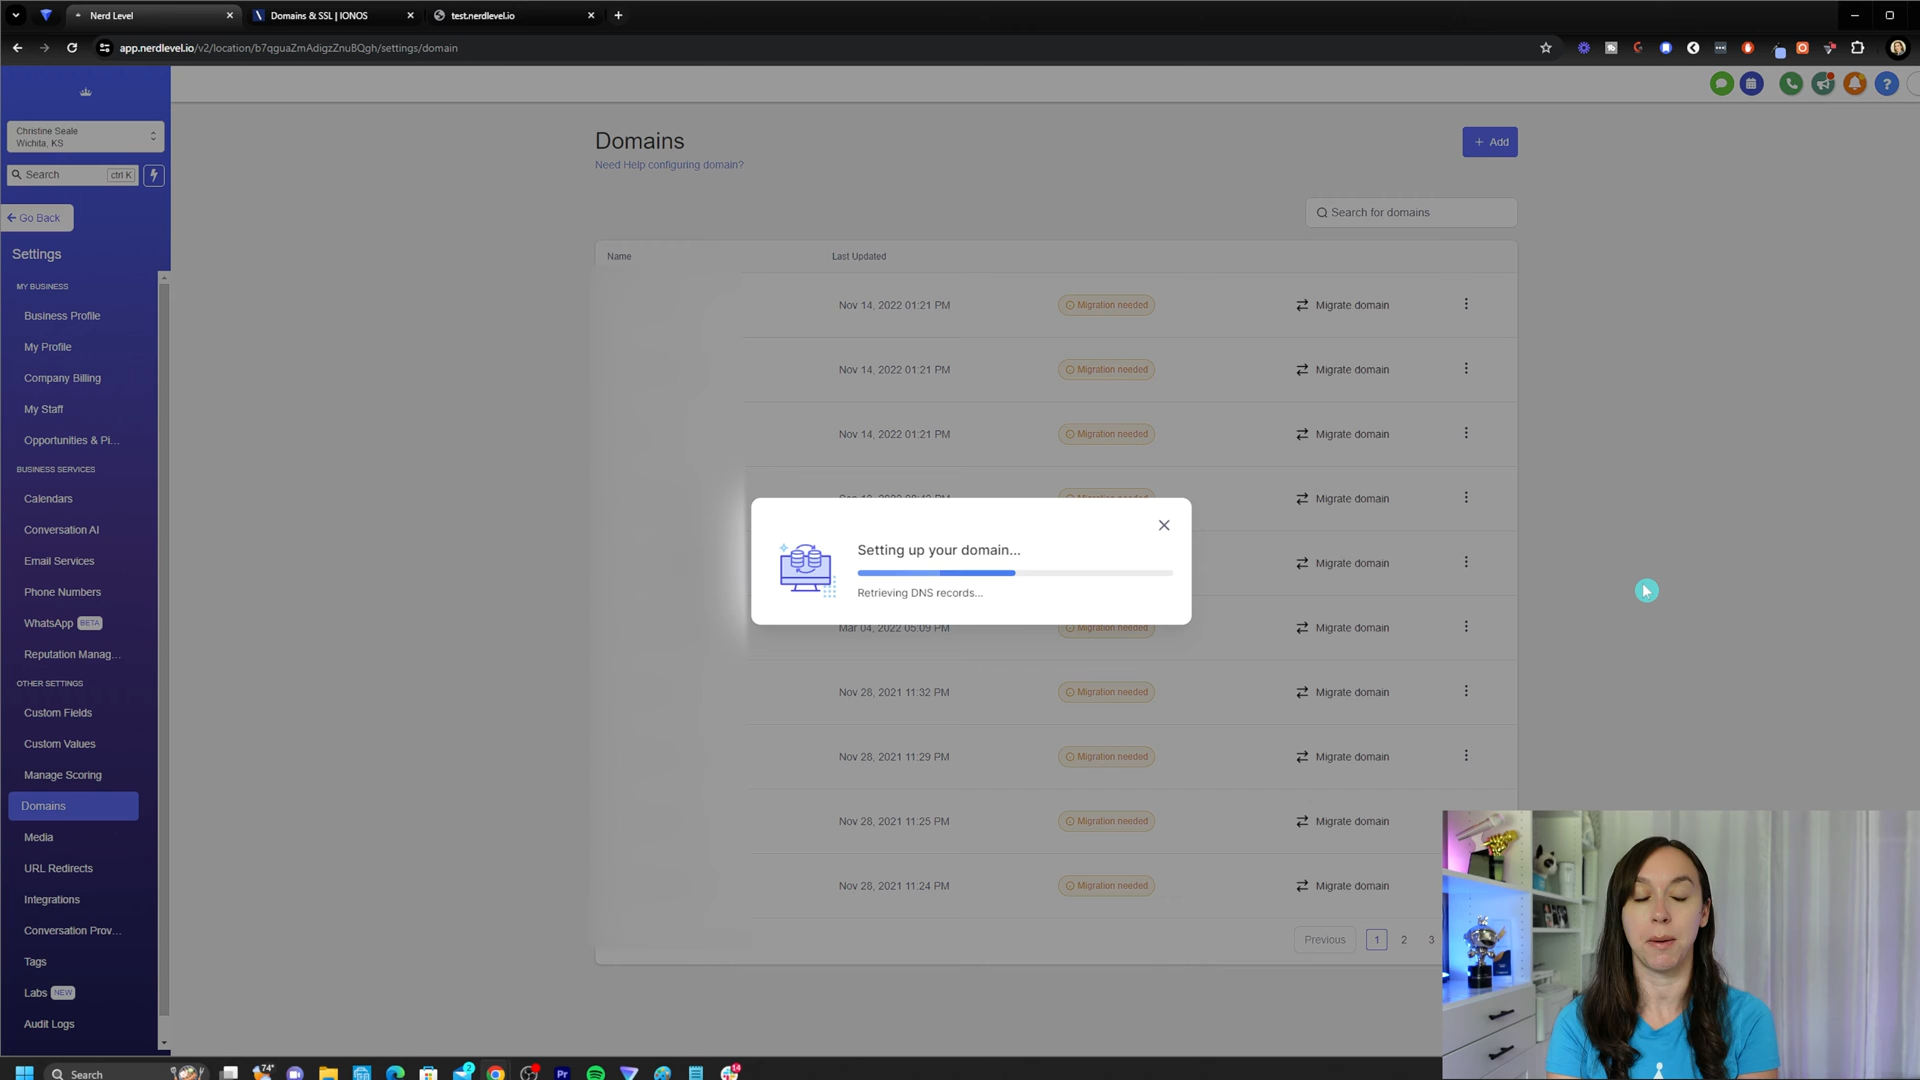 Nerd Level
Domains & SSL | IONOS
test.nerdlevel.io
app.nerdlevel.io/v2/location/b7qguaZmAdigzZnuBQgh/settings/domain
Christine Seale
Wichita, KS
Search
ctrl K
Go Back
Settings
MY BUSINESS
Business Profile
My Profile
Company Billing
My Staff
Opportunities & Pi...
BUSINESS SERVICES
Calendars
Conversation AI
Email Services
Phone Numbers
WhatsApp BETA
Reputation Manag...
OTHER SETTINGS
Custom Fields
Custom Values
Manage Scoring
Domains
Media
URL Redirects
Integrations
Conversation Prov...
Tags
Labs NEW
Audit Logs
Domains
Need Help configuring domain?
+ Add
Search for domains
Name Last Updated
Nov 14, 2022 01:21 PM Migration needed Migrate domain
Nov 14, 2022 01:21 PM Migration needed Migrate domain
Nov 14, 2022 01:21 PM Migration needed Migrate domain
Migrate domain
Setting up your domain...
Retrieving DNS records...
Migrate domain
Mar 04, 2022 05:09 PM Migration needed Migrate domain
Nov 28, 2021 11:32 PM Migration needed Migrate domain
Nov 28, 2021 11:29 PM Migration needed Migrate domain
Nov 28, 2021 11:25 PM Migration needed Migrate domain
Nov 28, 2021 11:24 PM Migration needed Migrate domain
Previous 1 2 3
Search
74°
2
Pr
14